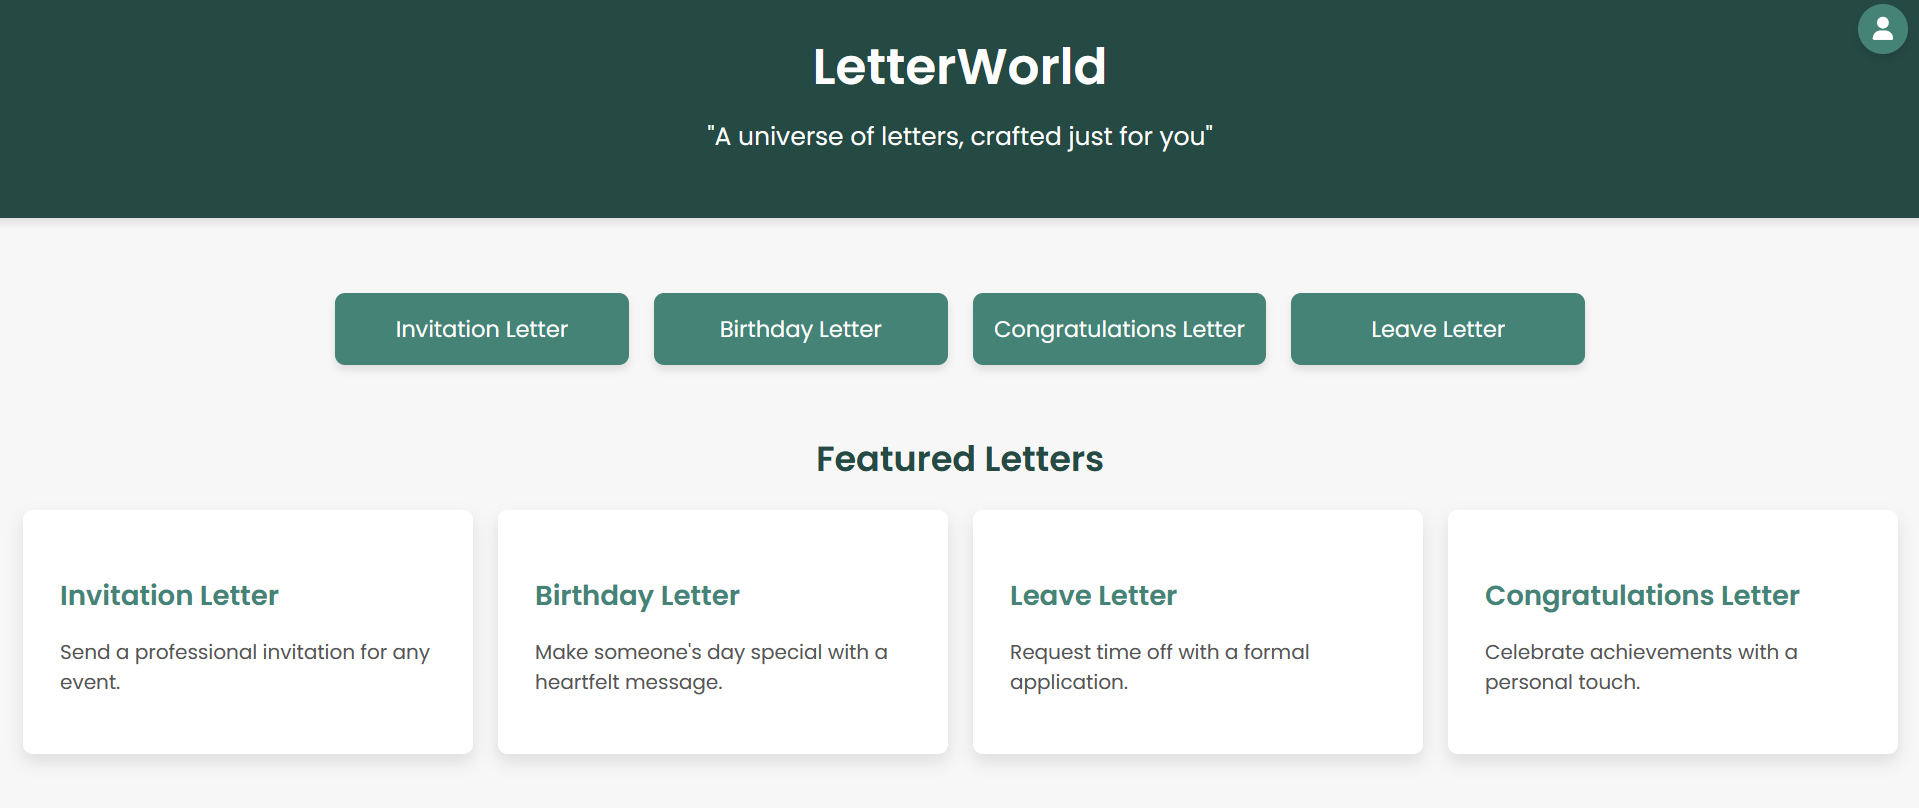 LetterWorld
"A universe of letters, crafted just for you"
Invitation Letter
Birthday Letter
Congratulations Letter
Leave Letter
Featured Letters
Invitation Letter
Send a professional invitation for any
event.
Birthday Letter
Make someone's day special with a
heartfelt message.
Leave Letter
Request time off with a formal
application.
Congratulations Letter
Celebrate achievements with a
personal touch.